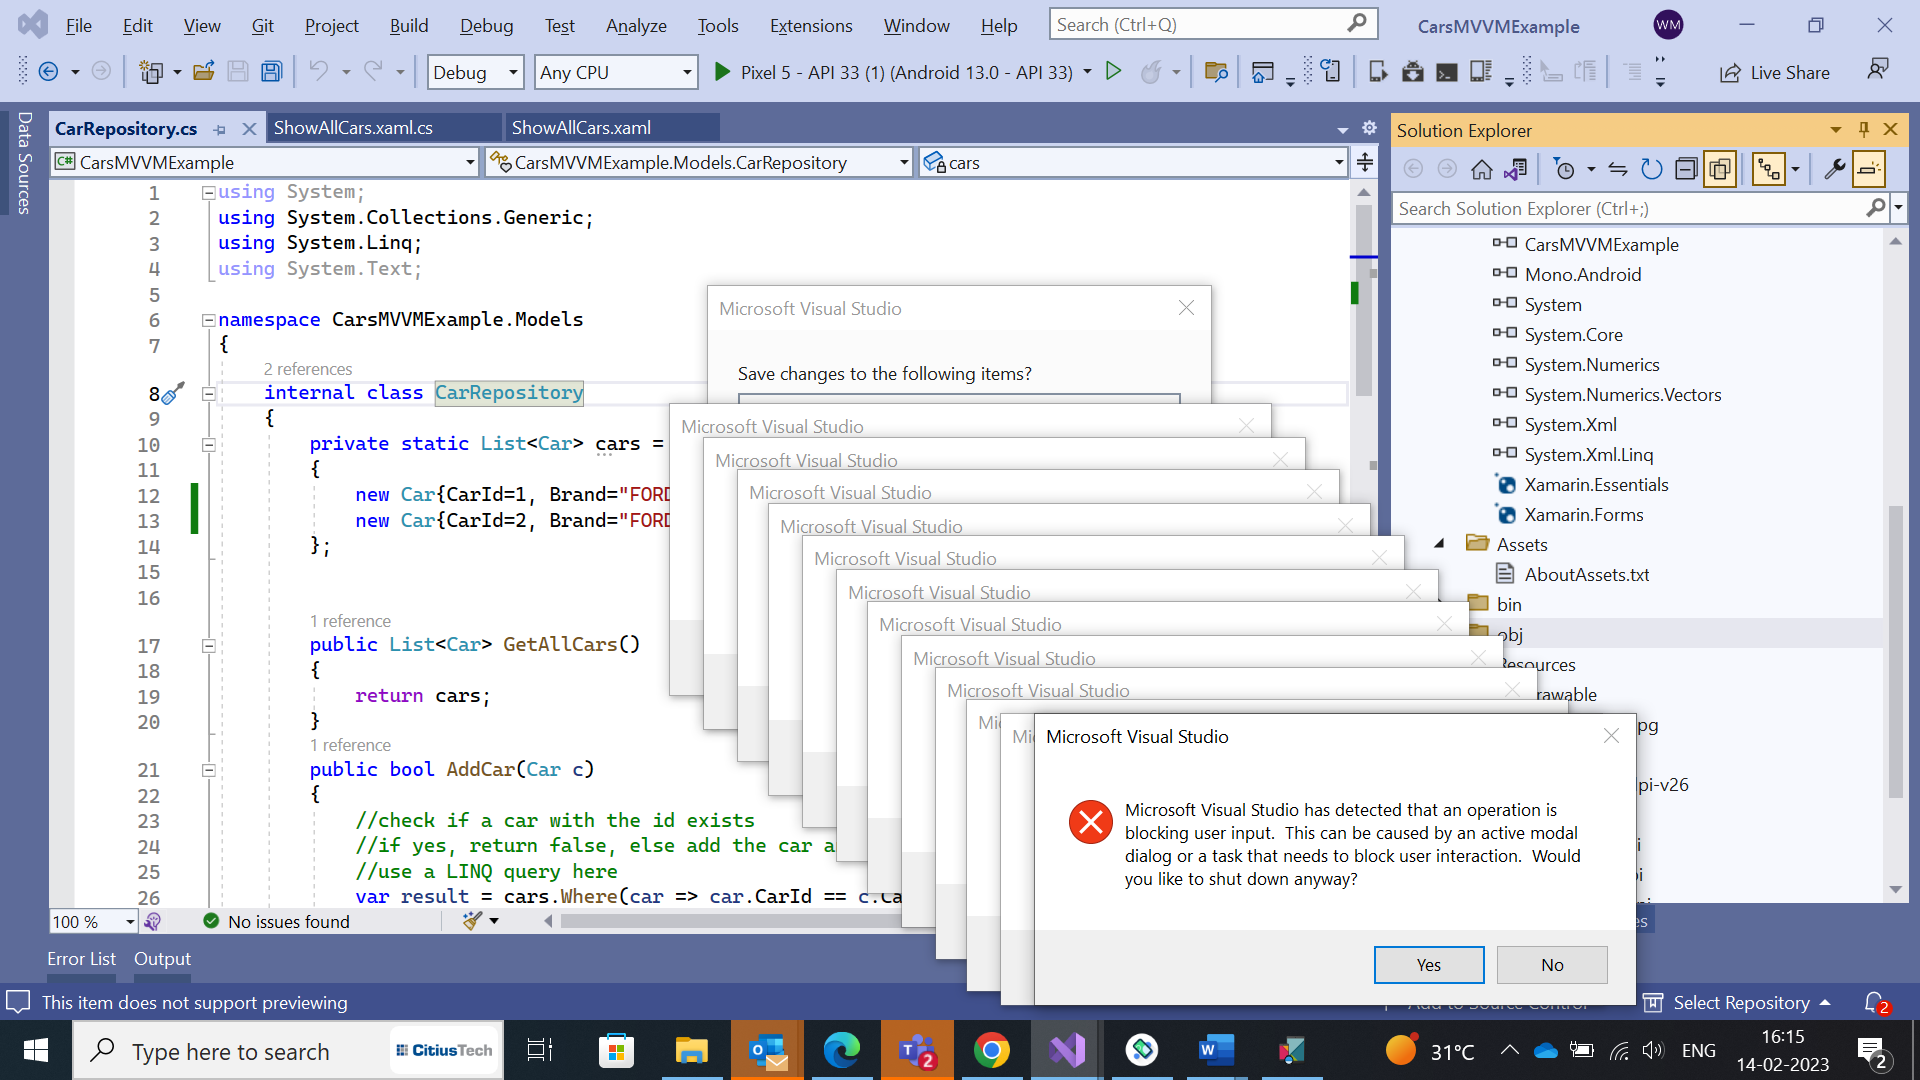 File Edit View Git Project Build Debug Test Analyze Tools Extensions Window Help Search (Ctrl+Q) CarsMVVMExample WM
Debug Any CPU Pixel 5 - API 33 (1) (Android 13.0 - API 33) Live Share
Data Sources
CarRepository.cs ShowAllCars.xaml.cs ShowAllCars.xaml
C# CarsMVVMExample CarsMVVMExample.Models.CarRepository cars
1 using System;
2 using System.Collections.Generic;
3 using System.Linq;
4 using System.Text;
5
6 namespace CarsMVVMExample.Models
7 {
2 references
8 internal class CarRepository
9 {
10 private static List<Car> cars =
11 {
12 new Car{CarId=1, Brand="FORD
13 new Car{CarId=2, Brand="FORD
14 };
15
16
1 reference
17 public List<Car> GetAllCars()
18 {
19 return cars;
20 }
1 reference
21 public bool AddCar(Car c)
22 {
23 //check if a car with the id exists
24 //if yes, return false, else add the car a
25 //use a LINQ query here
26 var result = cars.Where(car => car.CarId == c.Ca
100 % No issues found
Error List Output
This item does not support previewing
Solution Explorer
Search Solution Explorer (Ctrl+;)
CarsMVVMExample
Mono.Android
System
System.Core
System.Numerics
System.Numerics.Vectors
System.Xml
System.Xml.Linq
Xamarin.Essentials
Xamarin.Forms
Assets
AboutAssets.txt
bin
obj
Resources
rawable
pg
pi-v26
Microsoft Visual Studio
Save changes to the following items?
Microsoft Visual Studio
Microsoft Visual Studio
Microsoft Visual Studio
Microsoft Visual Studio
Microsoft Visual Studio
Microsoft Visual Studio
Microsoft Visual Studio
Microsoft Visual Studio
Microsoft Visual Studio
Mi
Mi
Microsoft Visual Studio
Microsoft Visual Studio has detected that an operation is
blocking user input. This can be caused by an active modal
dialog or a task that needs to block user interaction. Would
you like to shut down anyway?
Yes No
Select Repository 2
Type here to search CitiusTech 2 31°C ENG 16:15
14-02-2023 2